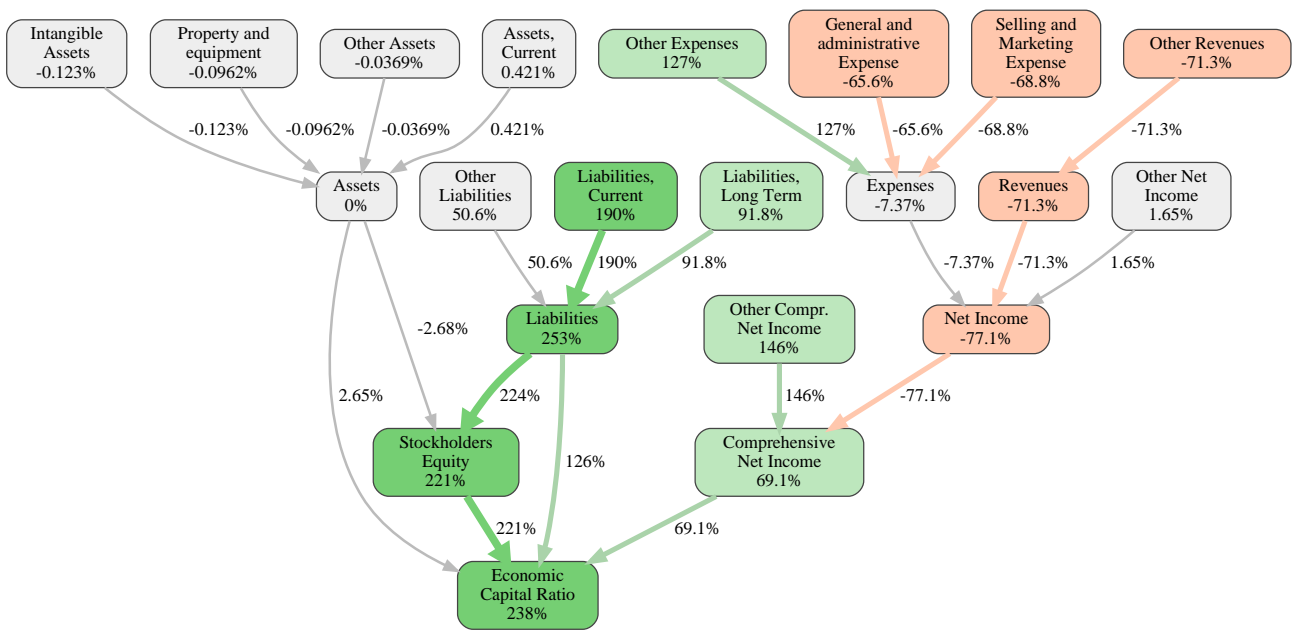 Intangible
Assets
-0.123%
Property and
equipment
-0.0962%
Other Assets
-0.0369%
Assets,
Current
0.421%
Other Expenses
127%
General and
administrative
Expense
-65.6%
Selling and
Marketing
Expense
-68.8%
Other Revenues
-71.3%
-0.123%
-0.0962%
-0.0369%
0.421%
127%
-65.6%
-68.8%
-71.3%
Assets
0%
Other
Liabilities
50.6%
Liabilities,
Current
190%
Liabilities,
Long Term
91.8%
Expenses
-7.37%
Revenues
-71.3%
Other Net
Income
1.65%
50.6%
190%
91.8%
-7.37%
-71.3%
1.65%
-2.68%
Liabilities
253%
Other Compr.
Net Income
146%
Net Income
-77.1%
2.65%
224%
146%
-77.1%
Stockholders
Equity
221%
126%
Comprehensive
Net Income
69.1%
221%
69.1%
Economic
Capital Ratio
238%